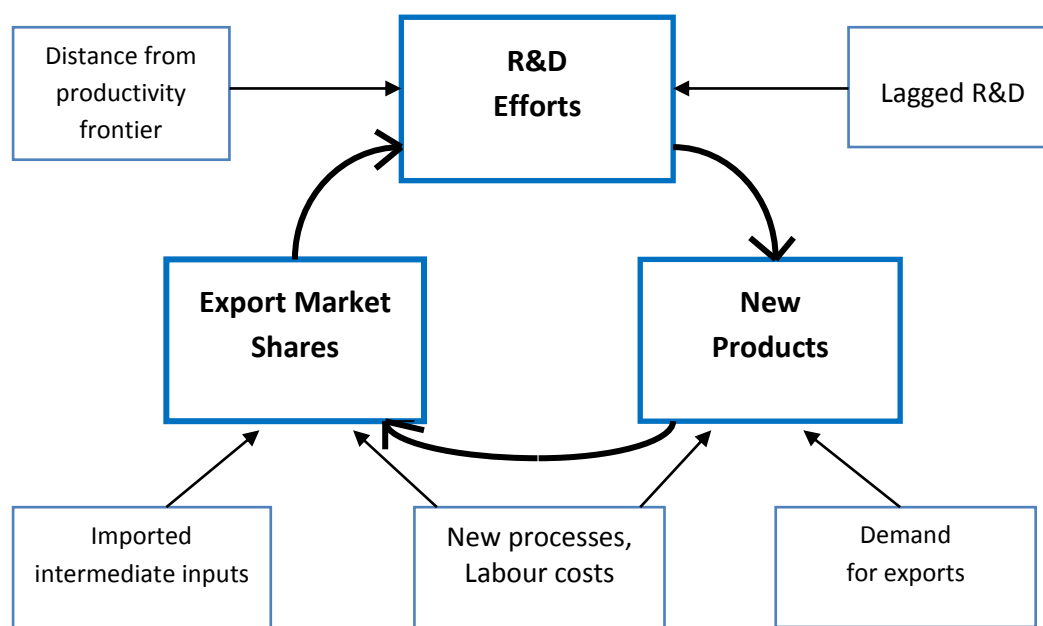 Distance from
productivity
frontier
R&D
Efforts
Lagged R&D
Export Market
Shares
New
Products
Imported
intermediate inputs
New processes,
Labour costs
Demand
for exports